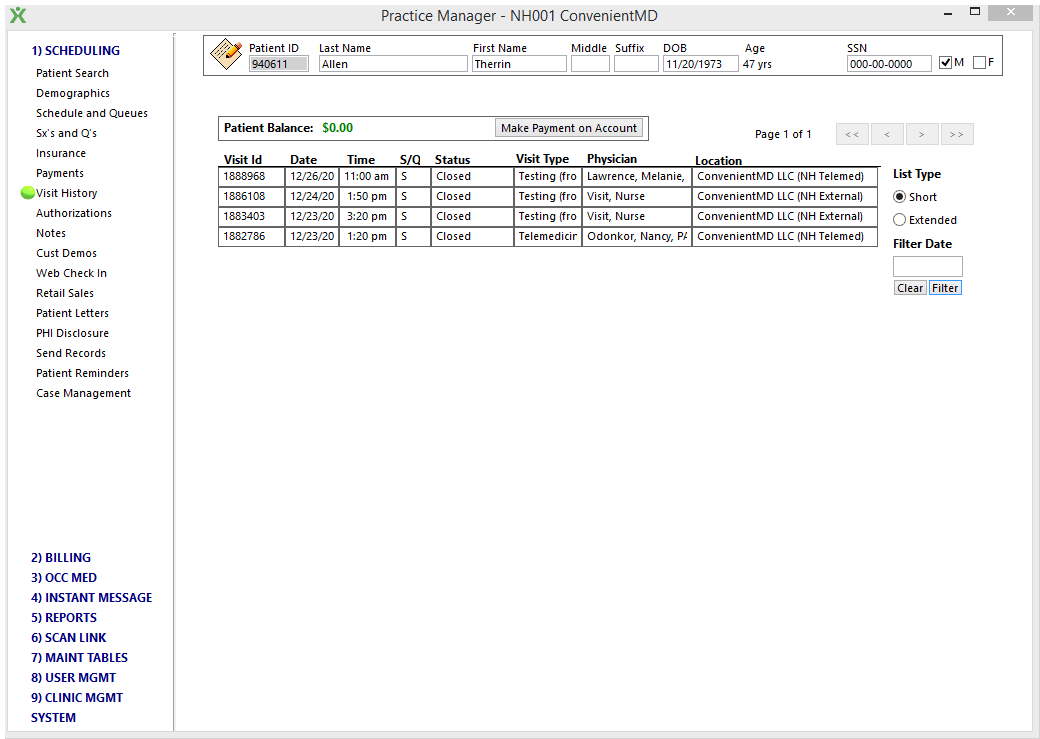 Practice Manager - NH001 ConvenientMD
1) SCHEDULING
Patient Search
Demographics
Schedule and Queues
Sx's and Q's
Insurance
Payments
Visit History
Authorizations
Notes
Cust Demos
Web Check In
Retail Sales
Patient Letters
PHI Disclosure
Send Records
Patient Reminders
Case Management
2) BILLING
3) OCC MED
4) INSTANT MESSAGE
5) REPORTS
6) SCAN LINK
7) MAINT TABLES
8) USER MGMT
9) CLINIC MGMT
SYSTEM
Patient ID Last Name First Name Middle Suffix DOB Age SSN
940611 Allen Therrin 11/20/1973 47 yrs 000-00-0000 M F
Patient Balance: $0.00 Make Payment on Account
Page 1 of 1 << < > >>
Visit Id Date Time S/Q Status Visit Type Physician Location
1888968 12/26/20 11:00 am S Closed Testing (fro Lawrence, Melanie, ConvenientMD LLC (NH Telemed)
1886108 12/24/20 1:50 pm S Closed Testing (fro Visit, Nurse ConvenientMD LLC (NH External)
1883403 12/23/20 3:20 pm S Closed Testing (fro Visit, Nurse ConvenientMD LLC (NH External)
1882786 12/23/20 1:20 pm S Closed Telemedicin Odonkor, Nancy, PA ConvenientMD LLC (NH Telemed)
List Type
Short
Extended
Filter Date
Clear Filter